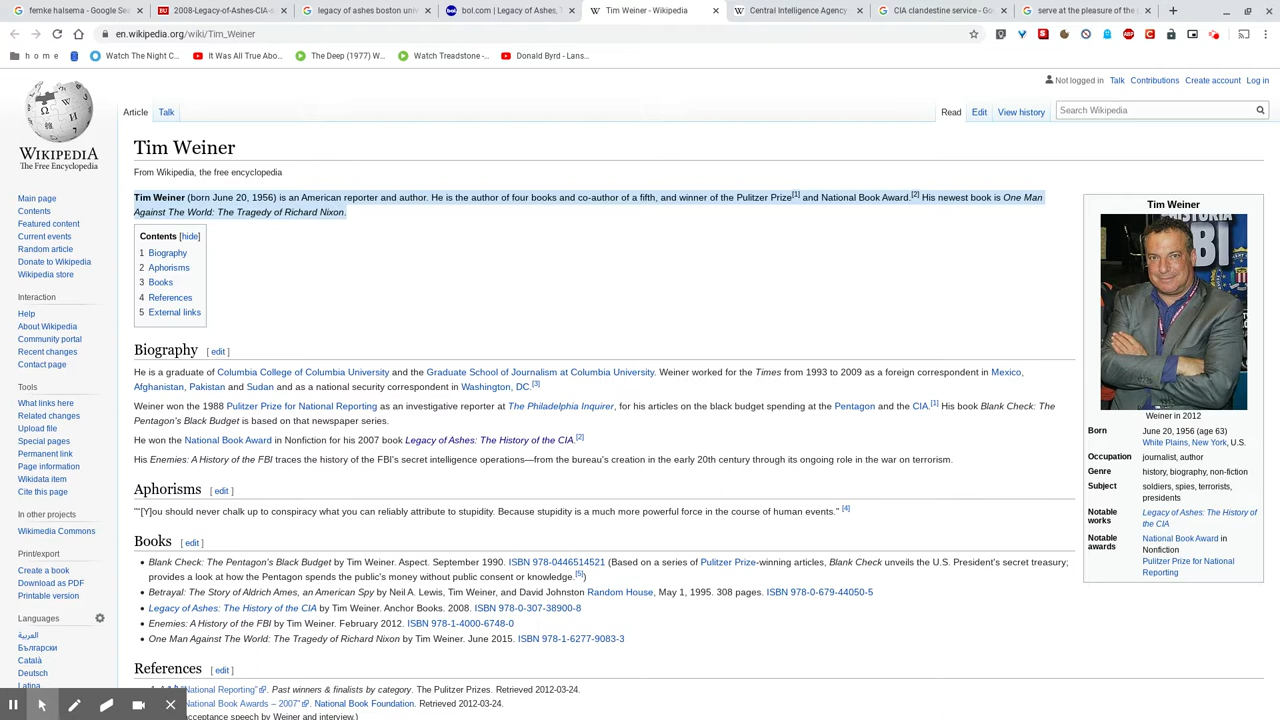 femke halsema - Google Sea
2008-Legacy-of-Ashes-CIA-s
legacy of ashes boston univ
bol.com | Legacy of Ashes, T
Tim Weiner - Wikipedia
Central Intelligence Agency
CIA clandestine service - Go
serve at the pleasure of the p
en.wikipedia.org/wiki/Tim_Weiner
h o m e
Watch The Night C...
It Was All True Abo...
The Deep (1977) W...
Watch Treadstone -...
Donald Byrd - Lans...
Not logged in Talk Contributions Create account Log in
Article Talk
Read Edit View history
Search Wikipedia
WIKIPEDIA
The Free Encyclopedia
Main page
Contents
Featured content
Current events
Random article
Donate to Wikipedia
Wikipedia store
Interaction
Help
About Wikipedia
Community portal
Recent changes
Contact page
Tools
What links here
Related changes
Upload file
Special pages
Permanent link
Page information
Wikidata item
Cite this page
In other projects
Wikimedia Commons
Print/export
Create a book
Download as PDF
Printable version
Languages
العربية
Български
Català
Deutsch
Latina
Tim Weiner
From Wikipedia, the free encyclopedia
Tim Weiner (born June 20, 1956) is an American reporter and author. He is the author of four books and co-author of a fifth, and winner of the Pulitzer Prize[1] and National Book Award.[2] His newest book is One Man
Against The World: The Tragedy of Richard Nixon.
Contents [hide]
1 Biography
2 Aphorisms
3 Books
4 References
5 External links
Biography [ edit ]
He is a graduate of Columbia College of Columbia University and the Graduate School of Journalism at Columbia University. Weiner worked for the Times from 1993 to 2009 as a foreign correspondent in Mexico,
Afghanistan, Pakistan and Sudan and as a national security correspondent in Washington, DC.[3]
Weiner won the 1988 Pulitzer Prize for National Reporting as an investigative reporter at The Philadelphia Inquirer, for his articles on the black budget spending at the Pentagon and the CIA.[1] His book Blank Check: The
Pentagon's Black Budget is based on that newspaper series.
He won the National Book Award in Nonfiction for his 2007 book Legacy of Ashes: The History of the CIA.[2]
His Enemies: A History of the FBI traces the history of the FBI's secret intelligence operations—from the bureau's creation in the early 20th century through its ongoing role in the war on terrorism.
Aphorisms [ edit ]
""[Y]ou should never chalk up to conspiracy what you can reliably attribute to stupidity. Because stupidity is a much more powerful force in the course of human events." [4]
Books [ edit ]
• Blank Check: The Pentagon's Black Budget by Tim Weiner. Aspect. September 1990. ISBN 978-0446514521 (Based on a series of Pulitzer Prize-winning articles, Blank Check unveils the U.S. President's secret treasury;
provides a look at how the Pentagon spends the public's money without public consent or knowledge.[5])
• Betrayal: The Story of Aldrich Ames, an American Spy by Neil A. Lewis, Tim Weiner, and David Johnston Random House, May 1, 1995. 308 pages. ISBN 0-679-44050-5
• Legacy of Ashes: The History of the CIA by Tim Weiner. Anchor Books. 2008. ISBN 978-0-307-38900-8
• Enemies: A History of the FBI by Tim Weiner. February 2012. ISBN 978-1-4000-6748-0
• One Man Against The World: The Tragedy of Richard Nixon by Tim Weiner. June 2015. ISBN 978-1-6277-9083-3
References [ edit ]
"National Reporting". Past winners & finalists by category. The Pulitzer Prizes. Retrieved 2012-03-24.
National Book Awards – 2007". National Book Foundation. Retrieved 2012-03-24.
acceptance speech by Weiner and interview.)
Tim Weiner
HISTORIA
BI
Weiner in 2012
Born June 20, 1956 (age 63)
White Plains, New York, U.S.
Occupation journalist, author
Genre history, biography, non-fiction
Subject soldiers, spies, terrorists,
presidents
Notable works Legacy of Ashes: The History of
the CIA
Notable awards National Book Award in
Nonfiction
Pulitzer Prize for National
Reporting